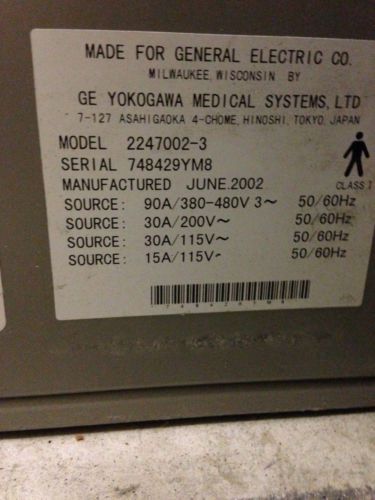 MADE FOR GENERAL ELECTRIC CO.
MILWAUKEE, WISCONSIN BY
GE YOKOGAWA MEDICAL SYSTEMS, LTD
7-127 ASAHIGAOKA 4-CHOME, HINOSHI, TOKYO, JAPAN
MODEL 2247002-3
SERIAL 748429YM8
MANUFACTURED JUNE.2002
CLASS I
SOURCE: 90A/380-480V 3~ 50/60Hz
SOURCE: 30A/200V~ 50/60Hz
SOURCE: 30A/115V~ 50/60Hz
SOURCE: 15A/115V~ 50/60Hz